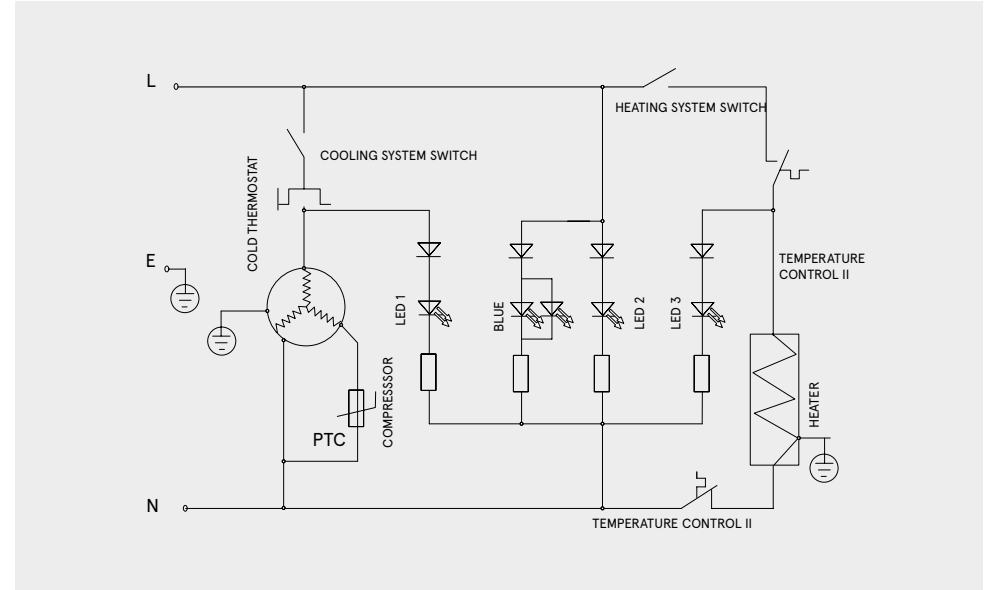 L
HEATING SYSTEM SWITCH
COOLING SYSTEM SWITCH
COLD THERMOSTAT
E
TEMPERATURE
CONTROL II
LED 1
BLUE
LED 2
LED 3
COMPRESSSOR
HEATER
PTC
N
TEMPERATURE CONTROL II